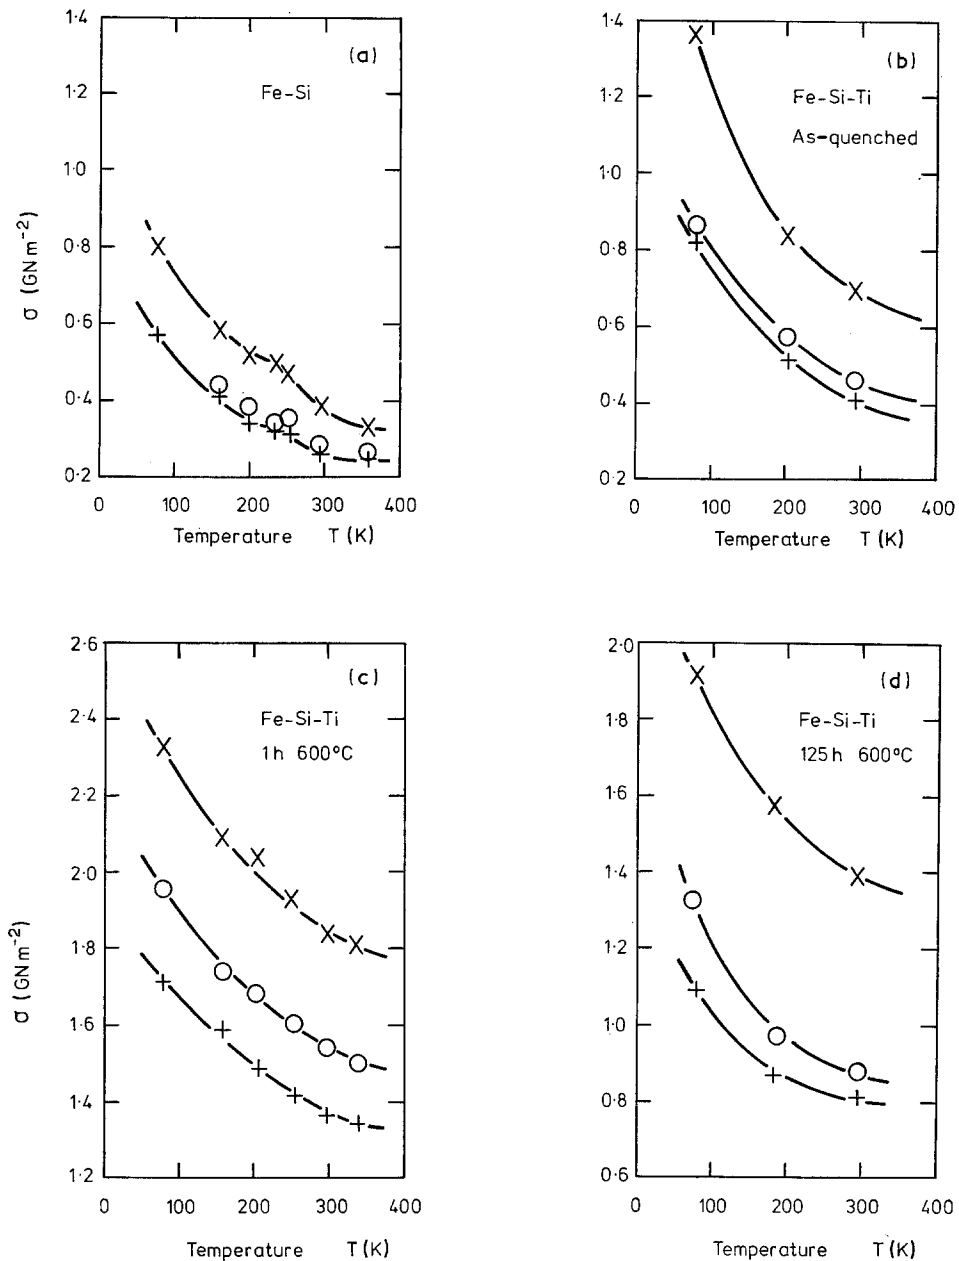 1·4
(a)
Fe-Si
1·2
1·0
0·8
0·6
0·4
0·2
σ (GNm⁻²)
0 100 200 300 400
Temperature T (K)
1·4
(b)
1·2
Fe-Si-Ti
As-quenched
1·0
0·8
0·6
0·4
0·2
0 100 200 300 400
Temperature T (K)
2·6
(c)
Fe-Si-Ti
2·4
1h 600°C
2·2
2·0
1·8
1·6
1·4
1·2
σ (GNm⁻²)
0 100 200 300 400
Temperature T (K)
2·0
(d)
1·8
Fe-Si-Ti
125h 600°C
1·6
1·4
1·2
1·0
0·8
0·6
0 100 200 300 400
Temperature T (K)